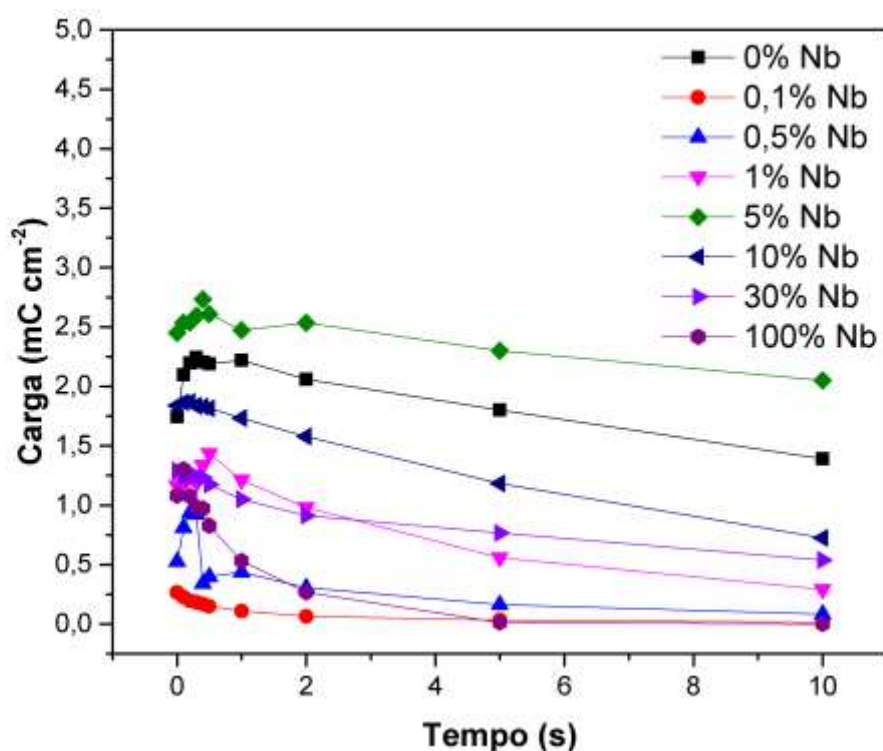 5,0
4,5
4,0
3,5
3,0
2,5
2,0
1,5
1,0
0,5
0,0
Carga (mC cm-2)
0% Nb
0,1% Nb
0,5% Nb
1% Nb
5% Nb
10% Nb
30% Nb
100% Nb
0 2 4 6 8 10
Tempo (s)